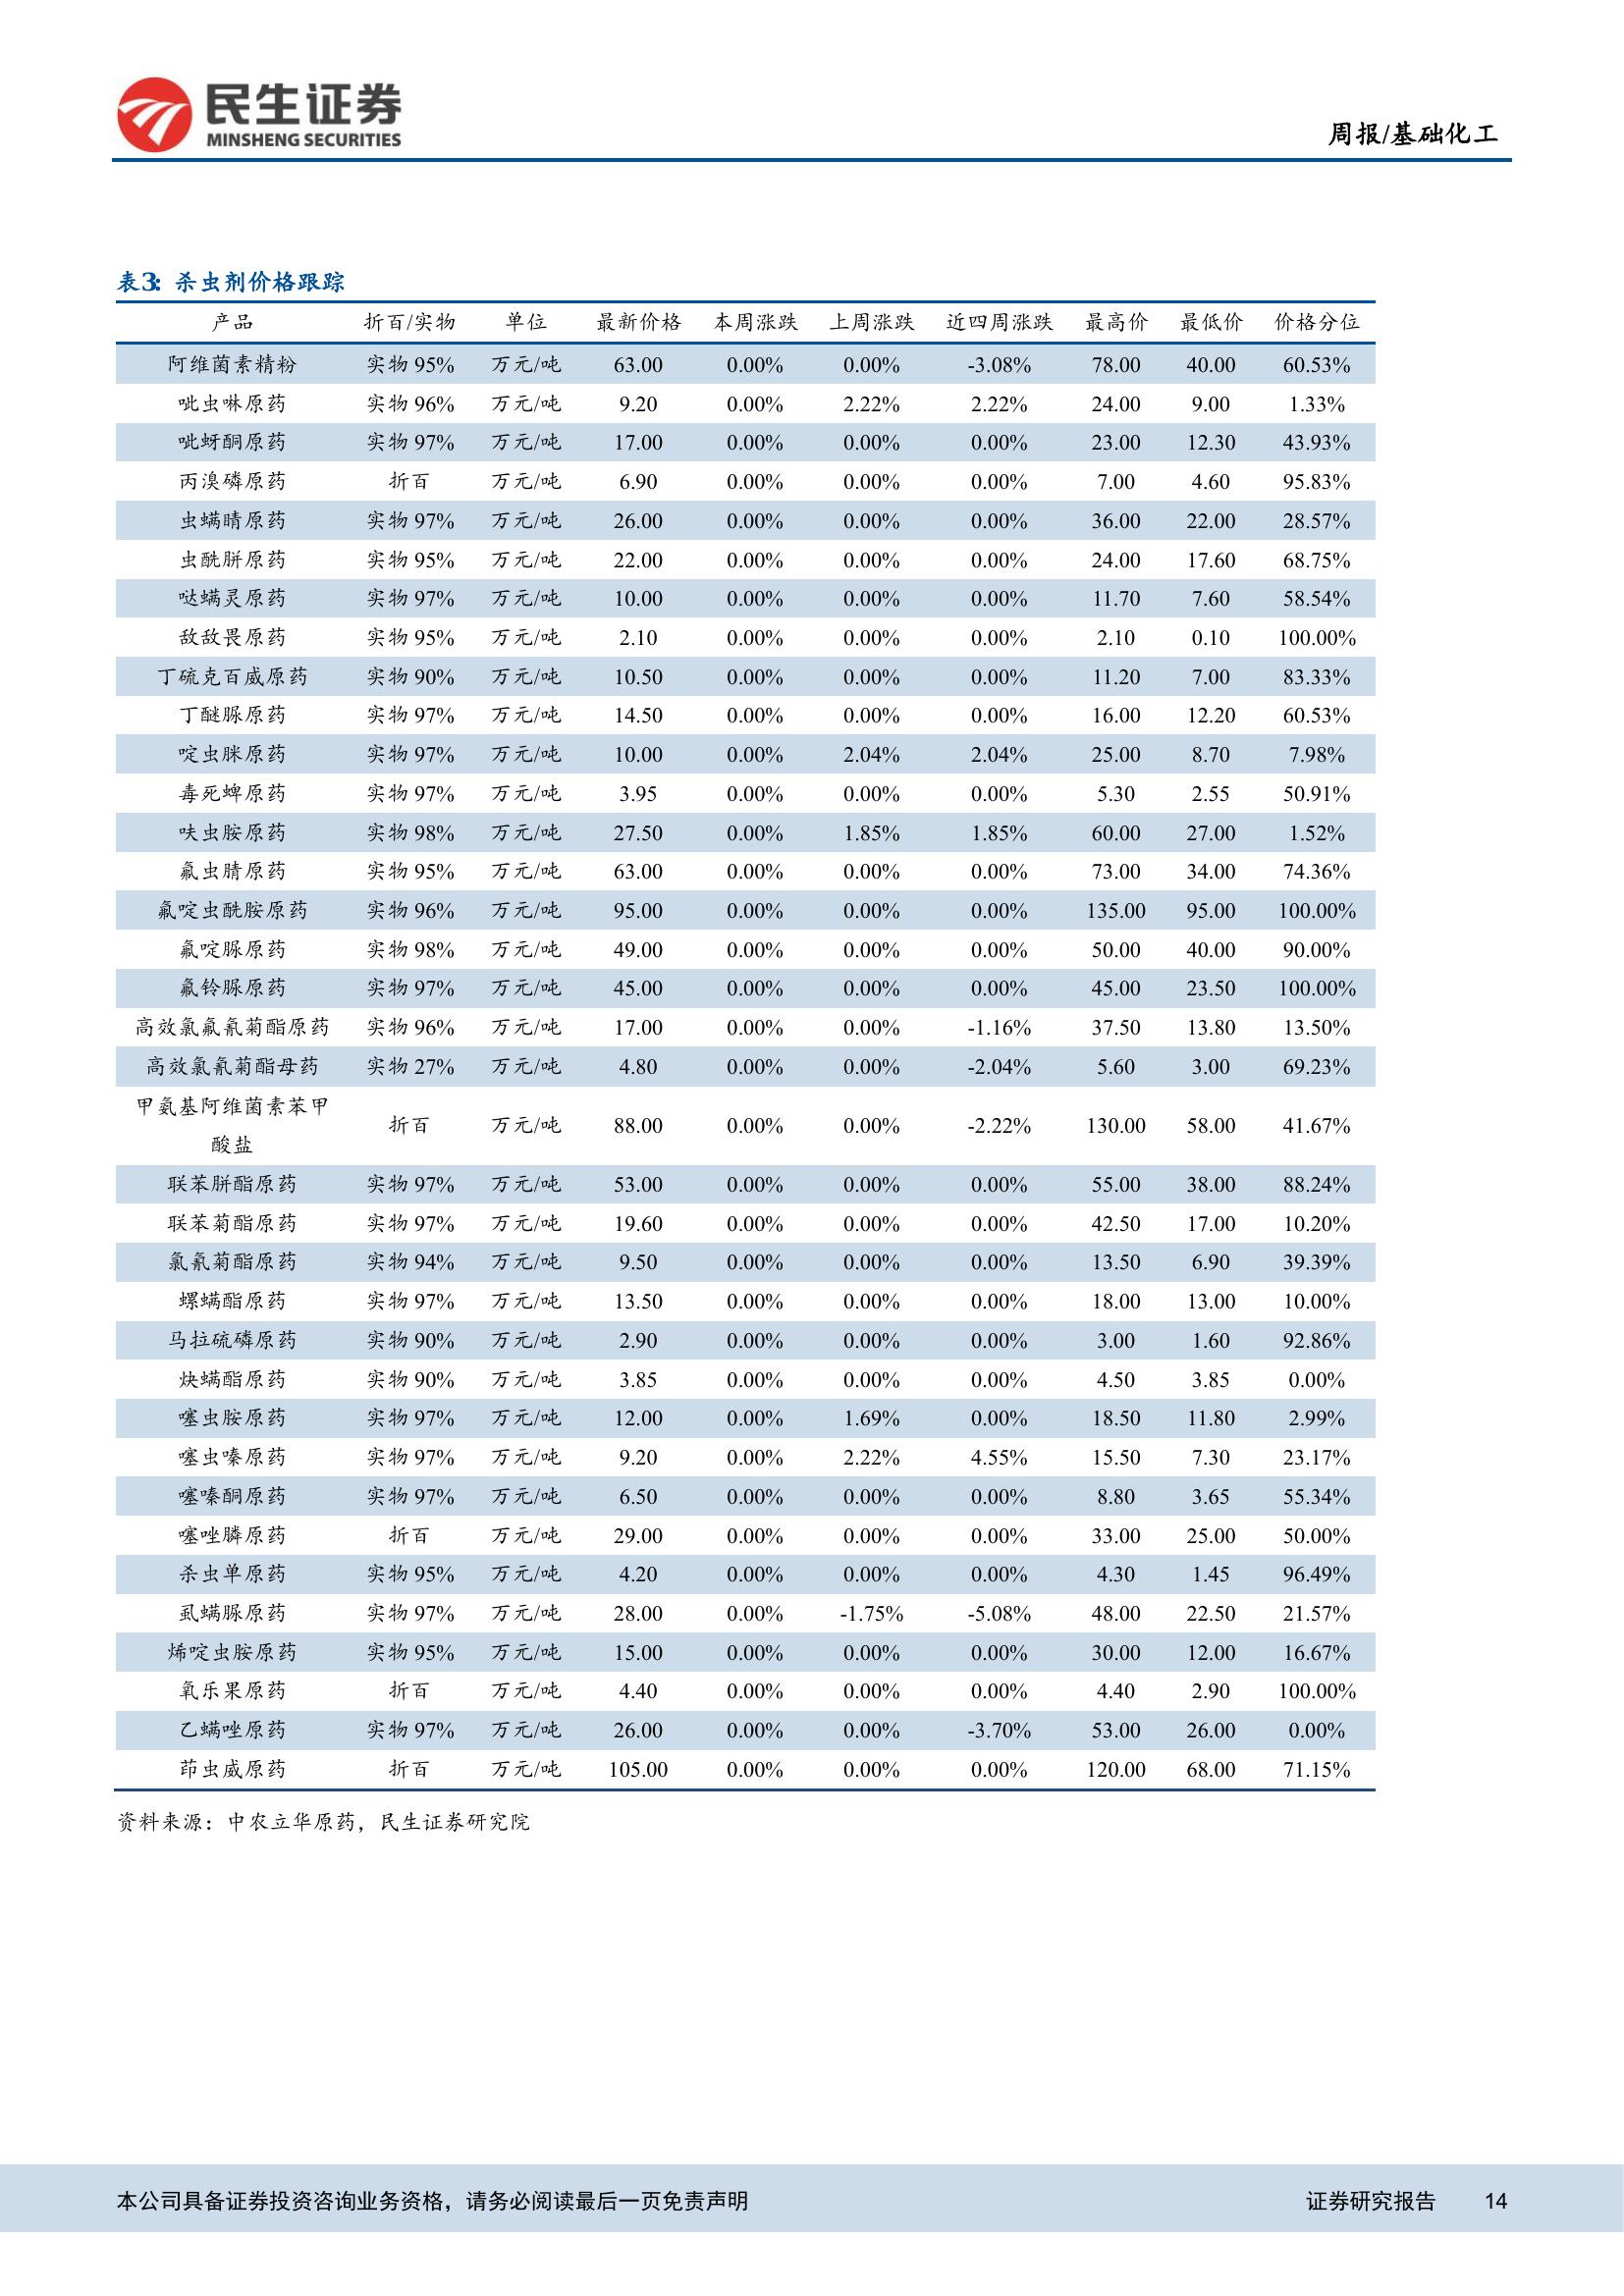 民生证券
MINSHENG SECURITIES
周报/基础化工
表3: 杀虫剂价格跟踪
产品 折百/实物 单位 最新价格 本周涨跌 上周涨跌 近四周涨跌 最高价 最低价 价格分位
阿维菌素精粉 实物 95% 万元/吨 63.00 0.00% 0.00% -3.08% 78.00 40.00 60.53%
吡虫啉原药 实物 96% 万元/吨 9.20 0.00% 2.22% 2.22% 24.00 9.00 1.33%
吡蚜酮原药 实物 97% 万元/吨 17.00 0.00% 0.00% 0.00% 23.00 12.30 43.93%
丙溴磷原药 折百 万元/吨 6.90 0.00% 0.00% 0.00% 7.00 4.60 95.83%
虫螨晴原药 实物 97% 万元/吨 26.00 0.00% 0.00% 0.00% 36.00 22.00 28.57%
虫酰肼原药 实物 95% 万元/吨 22.00 0.00% 0.00% 0.00% 24.00 17.60 68.75%
哒螨灵原药 实物 97% 万元/吨 10.00 0.00% 0.00% 0.00% 11.70 7.60 58.54%
敌敌畏原药 实物 95% 万元/吨 2.10 0.00% 0.00% 0.00% 2.10 0.10 100.00%
丁硫克百威原药 实物 90% 万元/吨 10.50 0.00% 0.00% 0.00% 11.20 7.00 83.33%
丁醚脲原药 实物 97% 万元/吨 14.50 0.00% 0.00% 0.00% 16.00 12.20 60.53%
啶虫脒原药 实物 97% 万元/吨 10.00 0.00% 2.04% 2.04% 25.00 8.70 7.98%
毒死蜱原药 实物 97% 万元/吨 3.95 0.00% 0.00% 0.00% 5.30 2.55 50.91%
呋虫胺原药 实物 98% 万元/吨 27.50 0.00% 1.85% 1.85% 60.00 27.00 1.52%
氟虫腈原药 实物 95% 万元/吨 63.00 0.00% 0.00% 0.00% 73.00 34.00 74.36%
氟啶虫酰胺原药 实物 96% 万元/吨 95.00 0.00% 0.00% 0.00% 135.00 95.00 100.00%
氟啶脲原药 实物 98% 万元/吨 49.00 0.00% 0.00% 0.00% 50.00 40.00 90.00%
氟铃脲原药 实物 97% 万元/吨 45.00 0.00% 0.00% 0.00% 45.00 23.50 100.00%
高效氯氟氰菊酯原药 实物 96% 万元/吨 17.00 0.00% 0.00% -1.16% 37.50 13.80 13.50%
高效氯氰菊酯母药 实物 27% 万元/吨 4.80 0.00% 0.00% -2.04% 5.60 3.00 69.23%
甲氨基阿维菌素苯甲
酸盐 折百 万元/吨 88.00 0.00% 0.00% -2.22% 130.00 58.00 41.67%
联苯肼酯原药 实物 97% 万元/吨 53.00 0.00% 0.00% 0.00% 55.00 38.00 88.24%
联苯菊酯原药 实物 97% 万元/吨 19.60 0.00% 0.00% 0.00% 42.50 17.00 10.20%
氯氰菊酯原药 实物 94% 万元/吨 9.50 0.00% 0.00% 0.00% 13.50 6.90 39.39%
螺螨酯原药 实物 97% 万元/吨 13.50 0.00% 0.00% 0.00% 18.00 13.00 10.00%
马拉硫磷原药 实物 90% 万元/吨 2.90 0.00% 0.00% 0.00% 3.00 1.60 92.86%
炔螨酯原药 实物 90% 万元/吨 3.85 0.00% 0.00% 0.00% 4.50 3.85 0.00%
噻虫胺原药 实物 97% 万元/吨 12.00 0.00% 1.69% 0.00% 18.50 11.80 2.99%
噻虫嗪原药 实物 97% 万元/吨 9.20 0.00% 2.22% 4.55% 15.50 7.30 23.17%
噻嗪酮原药 实物 97% 万元/吨 6.50 0.00% 0.00% 0.00% 8.80 3.65 55.34%
噻唑膦原药 折百 万元/吨 29.00 0.00% 0.00% 0.00% 33.00 25.00 50.00%
杀虫单原药 实物 95% 万元/吨 4.20 0.00% 0.00% 0.00% 4.30 1.45 96.49%
虱螨脲原药 实物 97% 万元/吨 28.00 0.00% -1.75% -5.08% 48.00 22.50 21.57%
烯啶虫胺原药 实物 95% 万元/吨 15.00 0.00% 0.00% 0.00% 30.00 12.00 16.67%
氧乐果原药 折百 万元/吨 4.40 0.00% 0.00% 0.00% 4.40 2.90 100.00%
乙螨唑原药 实物 97% 万元/吨 26.00 0.00% 0.00% -3.70% 53.00 26.00 0.00%
茚虫威原药 折百 万元/吨 105.00 0.00% 0.00% 0.00% 120.00 68.00 71.15%
资料来源：中农立华原药，民生证券研究院
本公司具备证券投资咨询业务资格，请务必阅读最后一页免责声明 证券研究报告 14